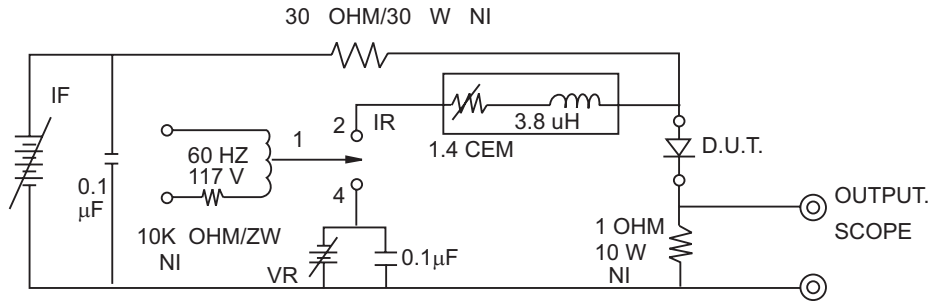 30 OHM/30 W NI
IF
0.1
μF
60 HZ
117 V
10K OHM/ZW
NI
1
2
IR
4
VR
0.1μF
3.8 uH
1.4 CEM
D.U.T.
1 OHM
10 W
NI
OUTPUT.
SCOPE